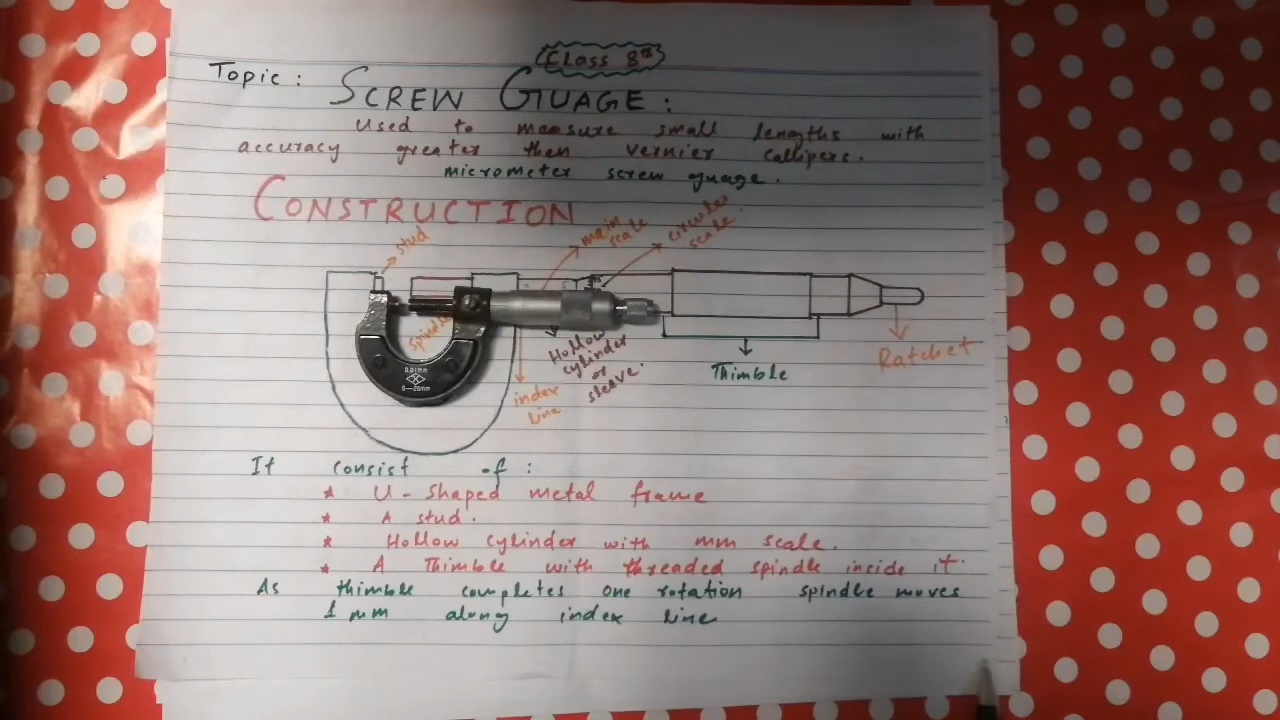 Class 8th
Topic: SCREW GUAGE:
Used to measure small lengths with
accuracy greater then vernier callipers.
micrometer screw guage.
CONSTRUCTION
stud
main scale
circular scale
spindle
0.01mm
0-25mm
Hollow cylinder or sleave.
index line
Thimble
Ratchet
It consist of:
* U-shaped metal frame
* A stud.
* Hollow cylinder with mm scale.
* A Thimble with threaded spindle inside it.
As thimble completes one rotation spindle moves
1 mm along index line